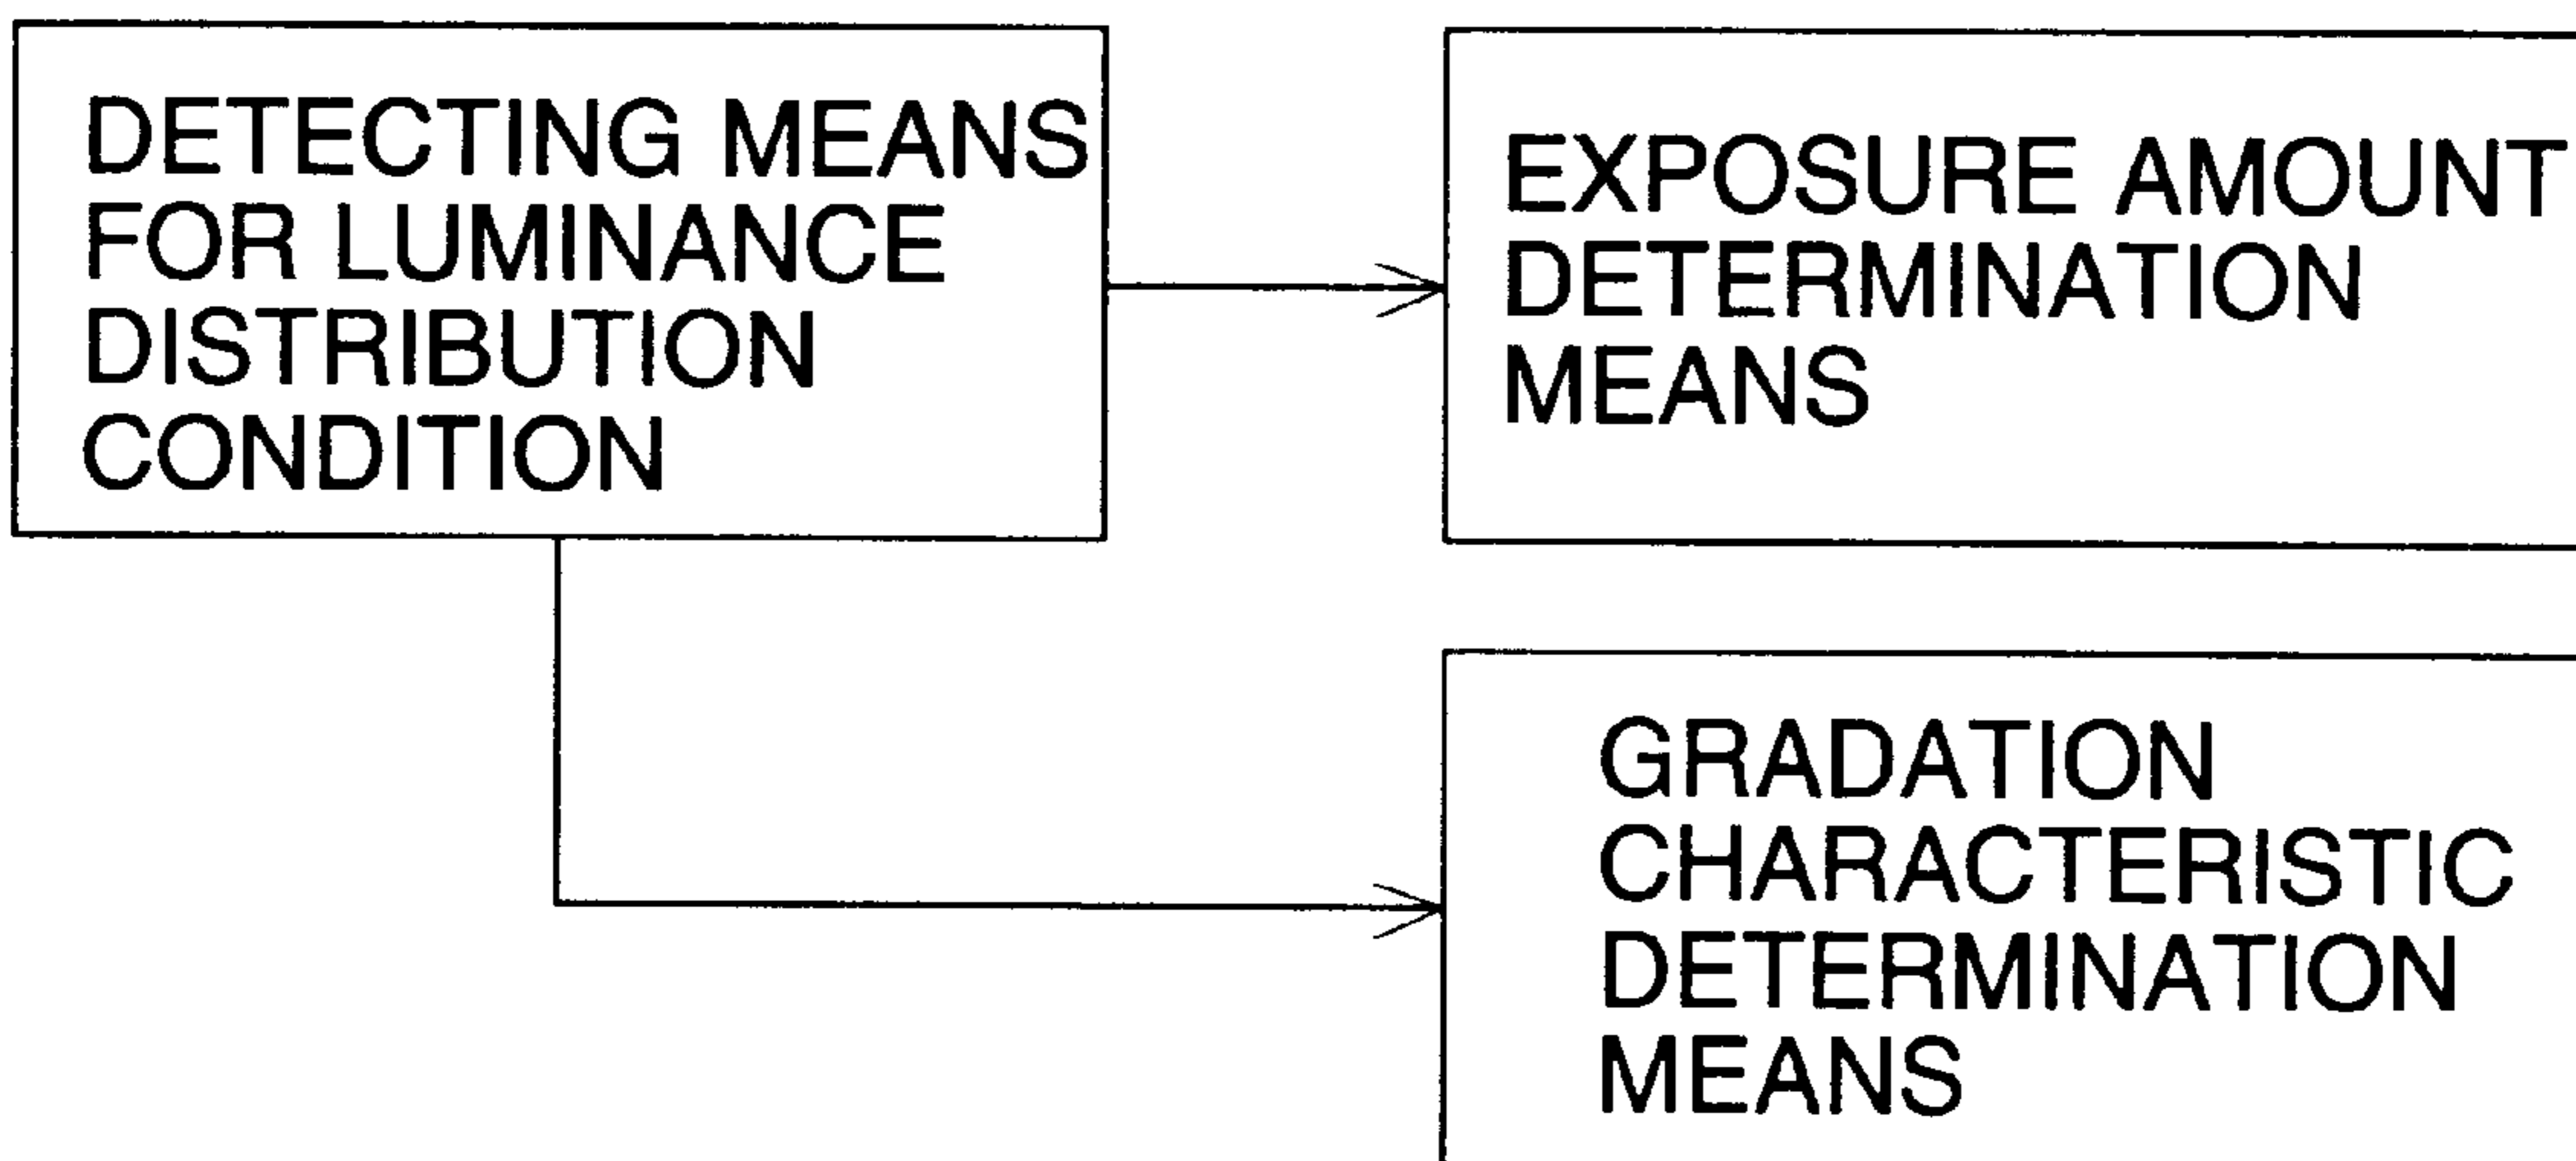 DETECTING MEANS
FOR LUMINANCE
DISTRIBUTION
CONDITION
EXPOSURE AMOUNT
DETERMINATION
MEANS
GRADATION
CHARACTERISTIC
DETERMINATION
MEANS